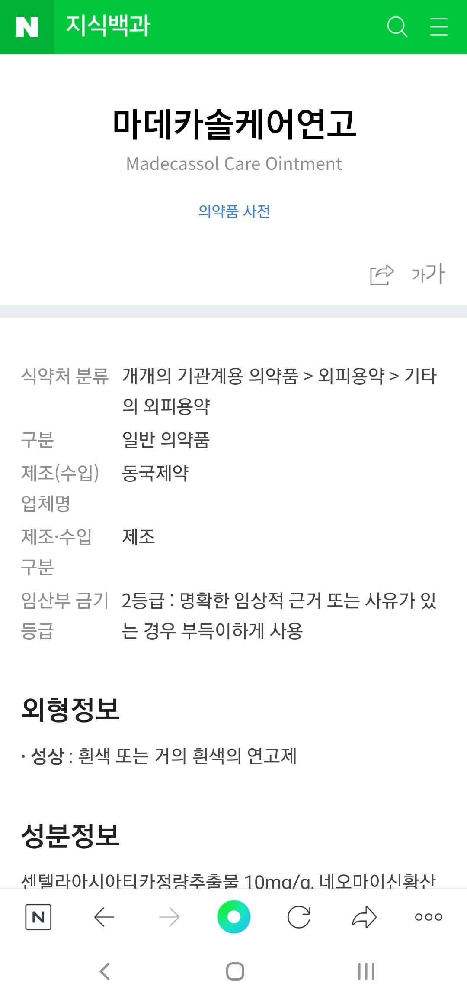 N 지식백과
마데카솔케어연고
Madecassol Care Ointment
의약품 사전
가가
식약처 분류 개개의 기관계용 의약품 > 외피용약 > 기타
의 외피용약
구분 일반 의약품
제조(수입) 동국제약
업체명
제조·수입 제조
구분
임산부 금기 2등급 : 명확한 임상적 근거 또는 사유가 있
등급 는 경우 부득이하게 사용
외형정보
· 성상 : 흰색 또는 거의 흰색의 연고제
성분정보
센텔라아시아티카정량추출물 10mg/g, 네오마이신황산
N